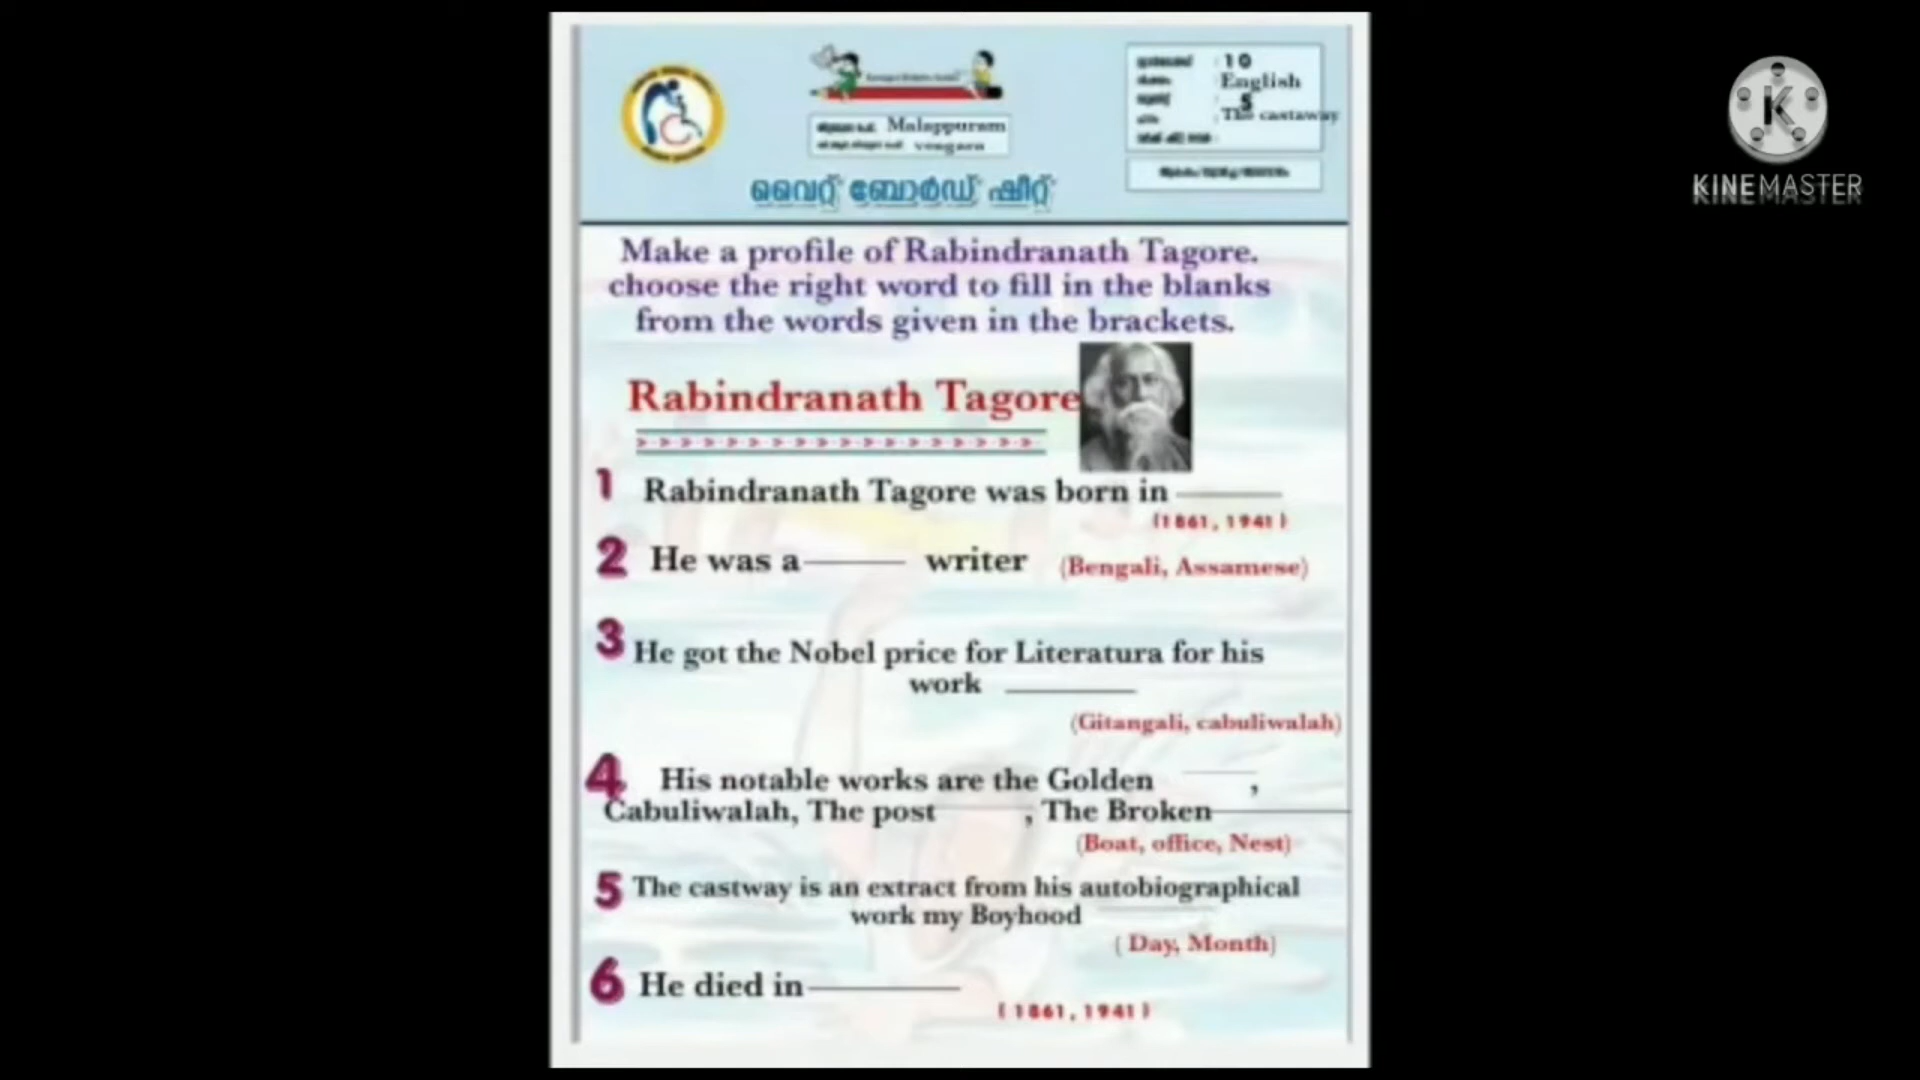 10
English
5
The castaway
Malappuram
vengara
വൈറ്റ് ബോർഡ് ഷീറ്റ്
KINEMASTER
Make a profile of Rabindranath Tagore.
choose the right word to fill in the blanks
from the words given in the brackets.
Rabindranath Tagore
1 Rabindranath Tagore was born in
(1861, 1941)
2 He was a writer (Bengali, Assamese)
3 He got the Nobel price for Literatura for his
work
(Gitangali, cabuliwalah)
4 His notable works are the Golden ,
Cabuliwalah, The post , The Broken
(Boat, office, Nest)
5 The castway is an extract from his autobiographical
work my Boyhood
( Day, Month)
6 He died in
( 1861, 1941 )